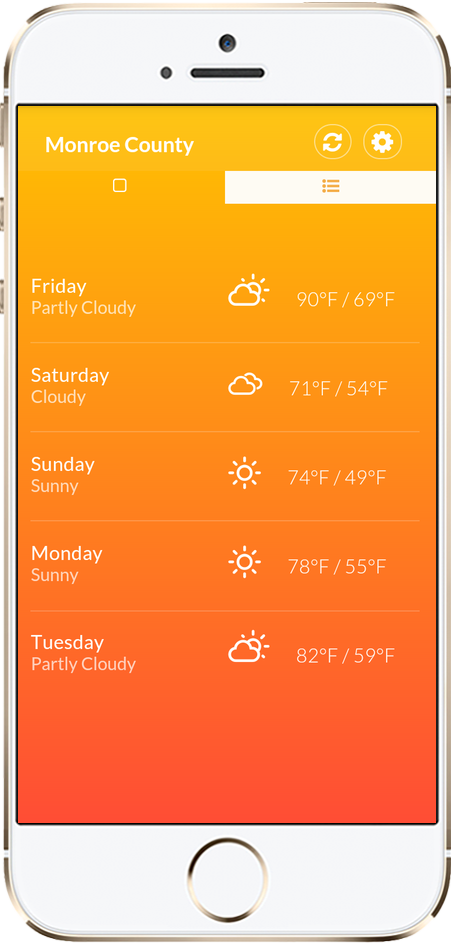 Monroe County
Friday
Partly Cloudy
90°F / 69°F
Saturday
Cloudy
71°F / 54°F
Sunday
Sunny
74°F / 49°F
Monday
Sunny
78°F / 55°F
Tuesday
Partly Cloudy
82°F / 59°F